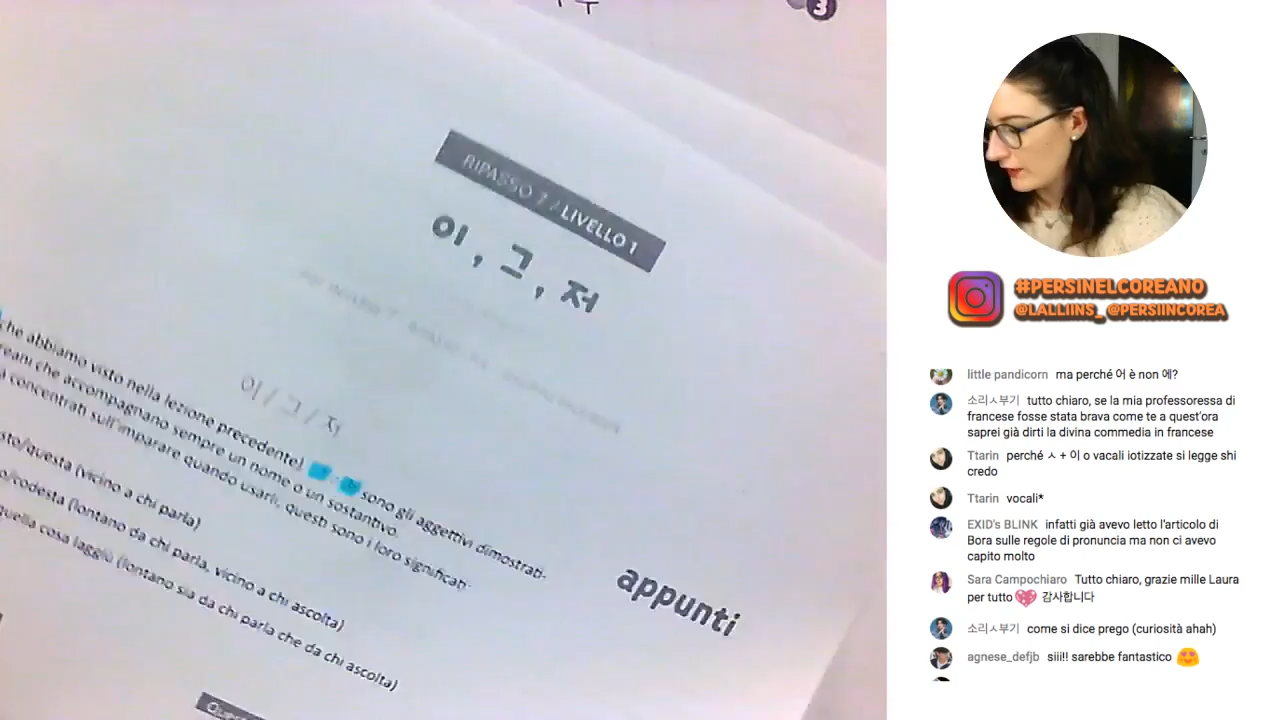 3
RIPASSO 7 / LIVELLO 1
이, 그, 저
이 / 그 / 저
che abbiamo visto nella lezione precedente)
sono gli aggettivi dimostrati-
reani che accompagnano sempre un nome o un sostantivo.
concentrati sull'imparare quando usarli, questi sono i loro significati:
sto/questa (vicino a chi parla)
o/codesta (lontano da chi parla, vicino a chi ascolta)
quella cosa laggiù (lontano sia da chi parla che da chi ascolta)
appunti
#PERSINELCOREANO
@LALLIINS_ @PERSIINCOREA
little pandicorn ma perché 어 è non 에?
소리ㅅ부기 tutto chiaro, se la mia professoressa di
francese fosse stata brava come te a quest'ora
saprei già dirti la divina commedia in francese
Ttarin perché ㅅ + 이 o vacali iotizzate si legge shi
credo
Ttarin vocali*
EXID's BLINK infatti già avevo letto l'articolo di
Bora sulle regole di pronuncia ma non ci avevo
capito molto
Sara Campochiaro Tutto chiaro, grazie mille Laura
per tutto 감사합니다
소리ㅅ부기 come si dice prego (curiosità ahah)
agnese_defjb siii!! sarebbe fantastico